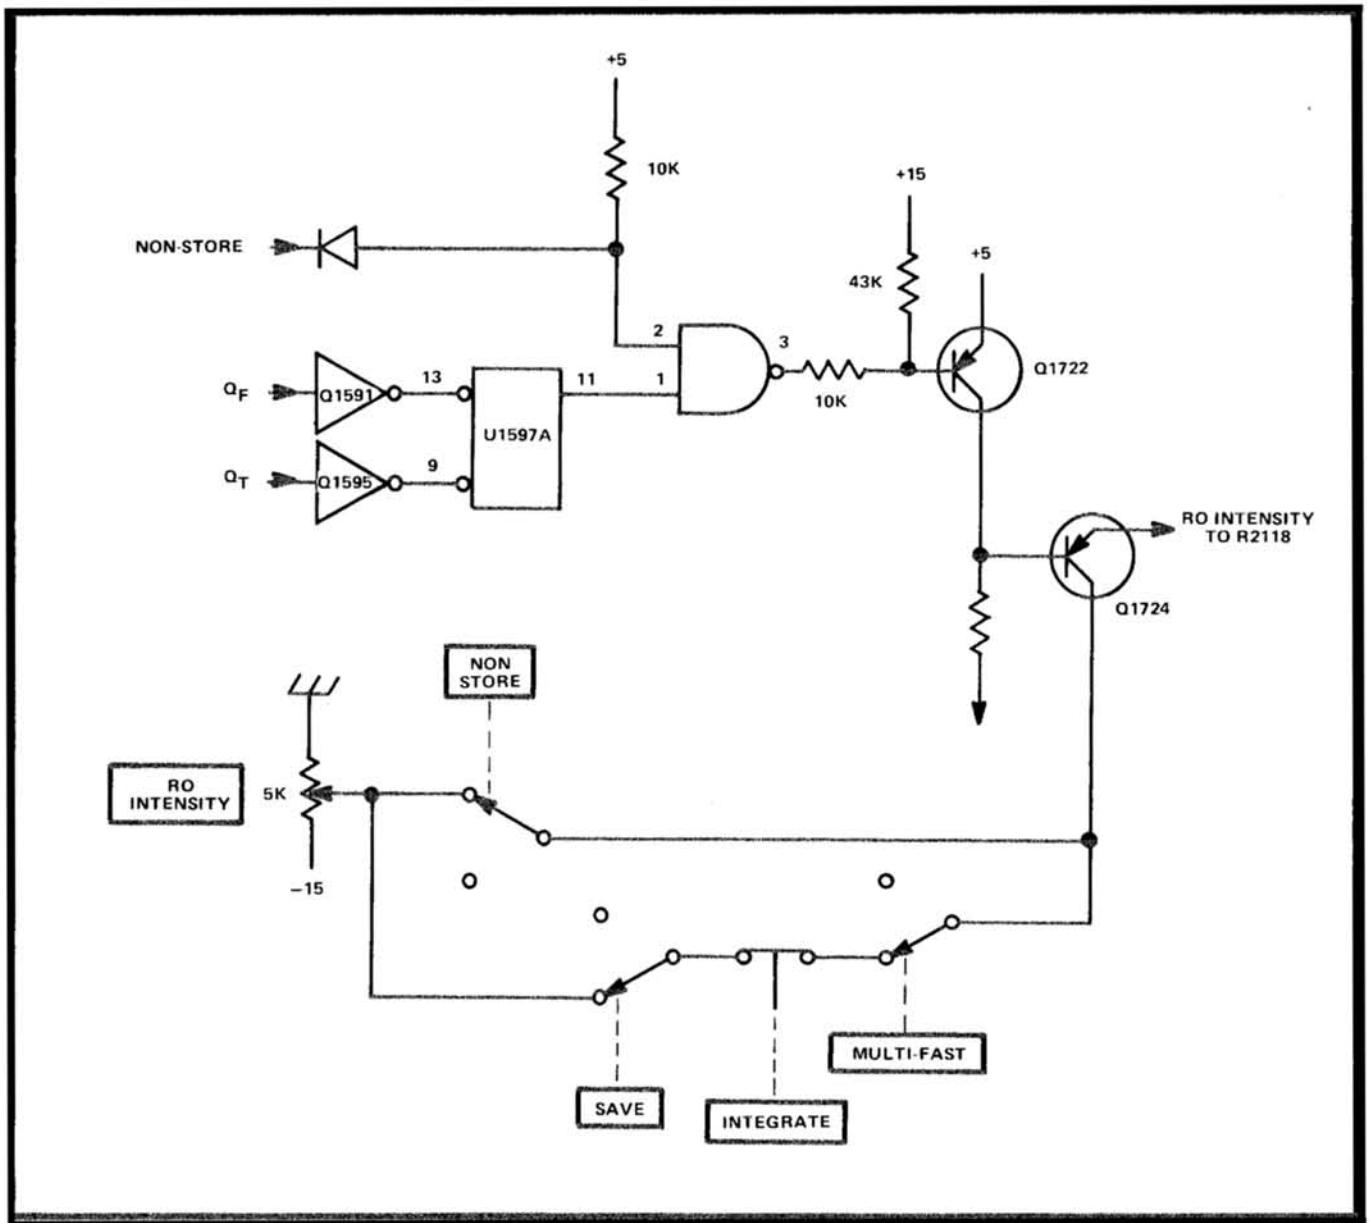 +5
10K
+15
NON-STORE
+5
43K
2
3
Q1722
13
11
1
QF
Q1591
10K
U1597A
9
QT
Q1595
RO INTENSITY
TO R2118
Q1724
NON
STORE
RO
INTENSITY
5K
-15
MULTI-FAST
SAVE
INTEGRATE